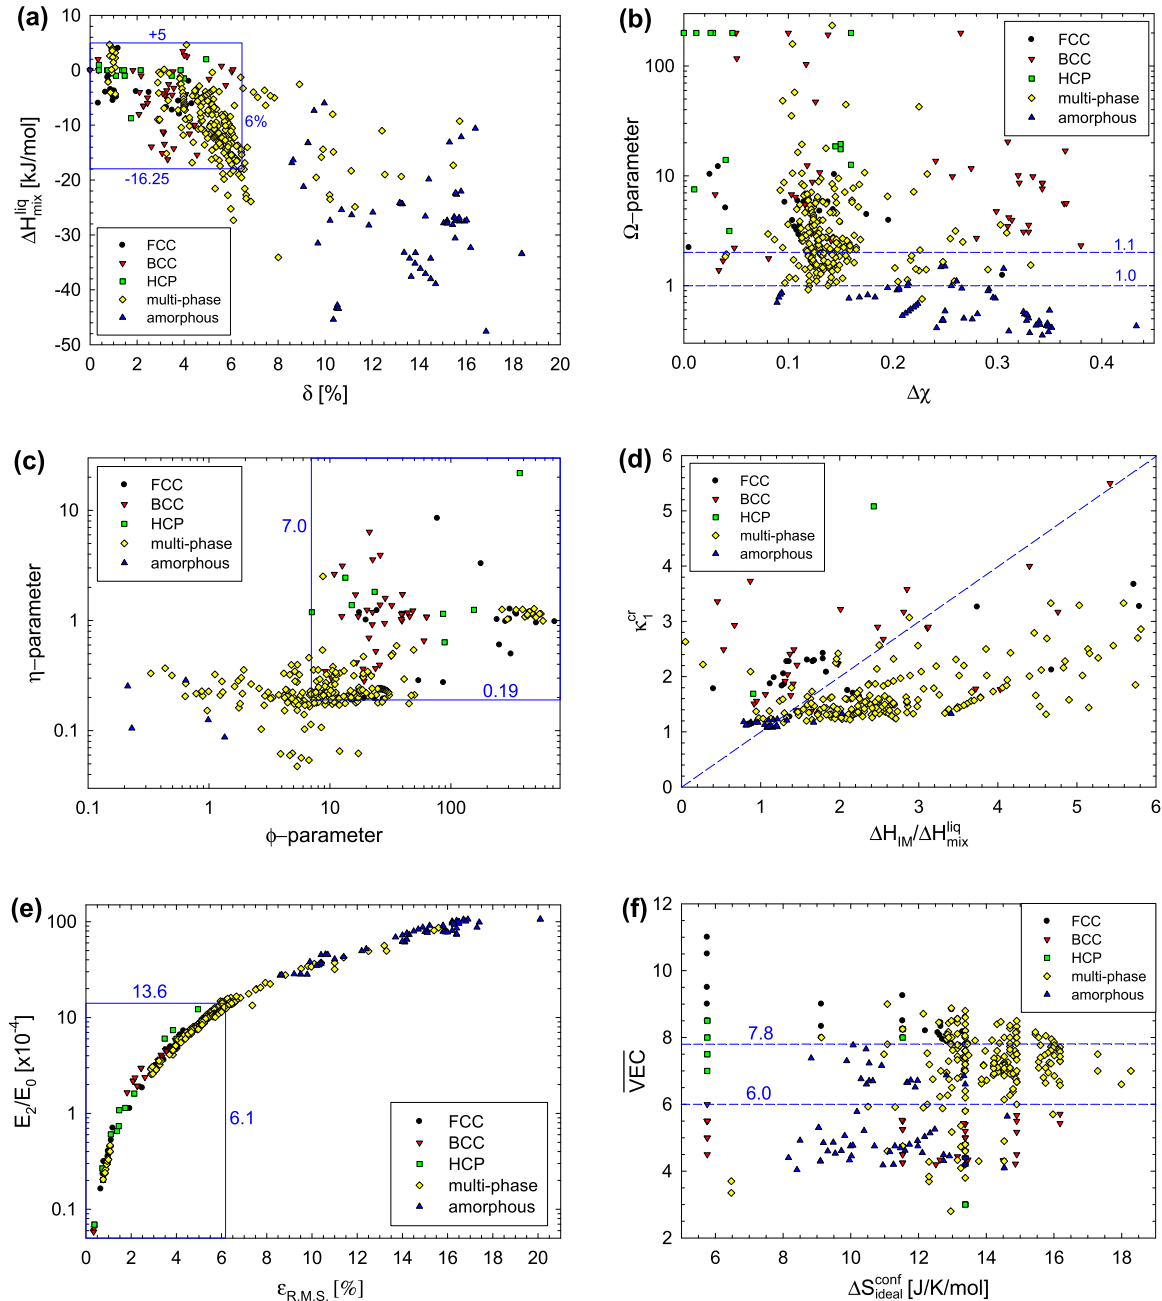 (a)
+5
6%
-16.25
FCC
BCC
HCP
multi-phase
amorphous
10
0
-10
-20
-30
-40
-50
0 2 4 6 8 10 12 14 16 18 20
ΔH_mix^liq [kJ/mol]
δ [%]
(b)
FCC
BCC
HCP
multi-phase
amorphous
1.1
1.0
100
10
1
0.0 0.1 0.2 0.3 0.4
Ω–parameter
Δχ
(c)
FCC
BCC
HCP
multi-phase
amorphous
7.0
0.19
10
1
0.1
0.1 1 10 100
η–parameter
ϕ–parameter
(d)
FCC
BCC
HCP
multi-phase
amorphous
6
5
4
3
2
1
0
0 1 2 3 4 5 6
κ_1^cr
ΔH_IM/ΔH_mix^liq
(e)
13.6
6.1
FCC
BCC
HCP
multi-phase
amorphous
100
10
1
0.1
0 2 4 6 8 10 12 14 16 18 20
E_2/E_0 [x10^-4]
ε_R.M.S. [%]
(f)
FCC
BCC
HCP
multi-phase
amorphous
7.8
6.0
12
10
8
6
4
2
6 8 10 12 14 16 18
VEC
ΔS_ideal^conf [J/K/mol]